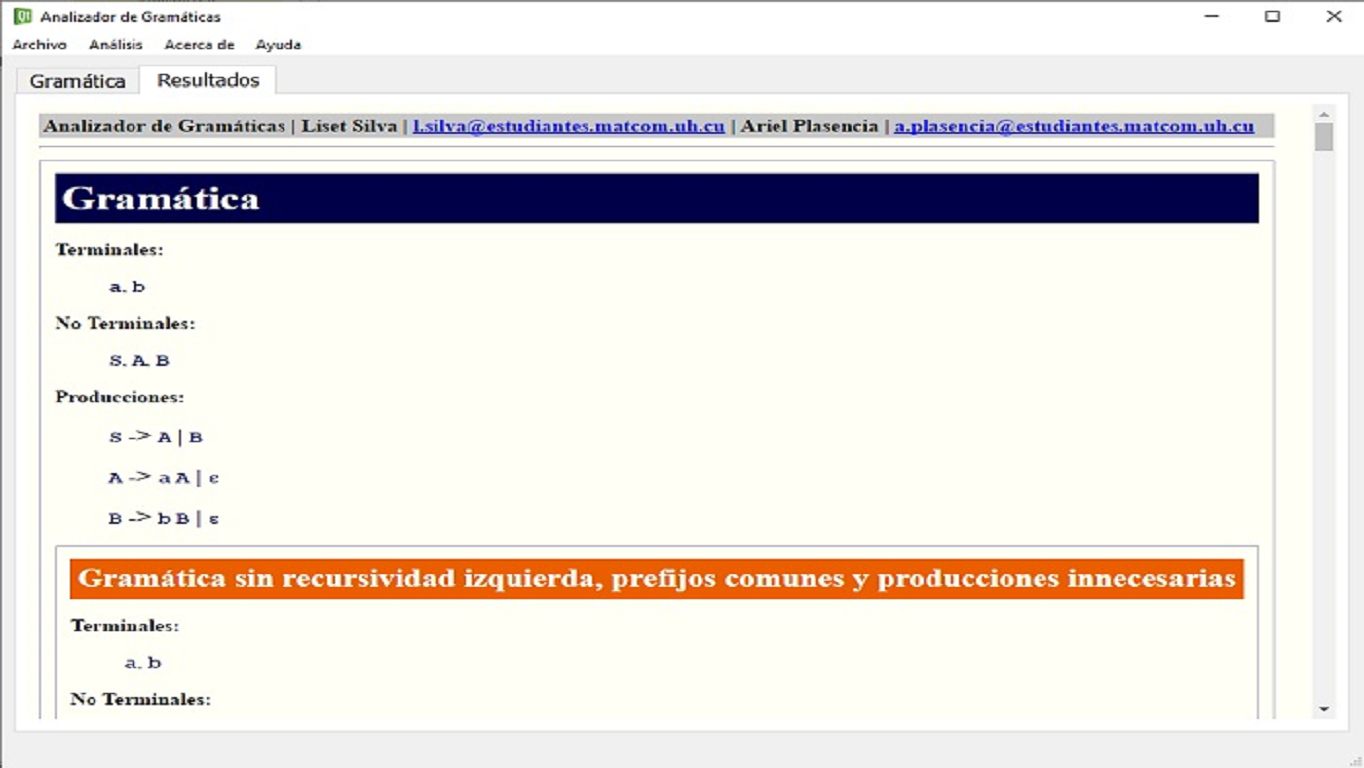 Analizador de Gramáticas
Archivo Análisis Acerca de Ayuda
Gramática Resultados
Analizador de Gramáticas | Liset Silva | l.silva@estudiantes.matcom.uh.cu | Ariel Plasencia | a.plasencia@estudiantes.matcom.uh.cu
Gramática
Terminales:
a, b
No Terminales:
S, A, B
Producciones:
S -> A | B
A -> a A | ε
B -> b B | ε
Gramática sin recursividad izquierda, prefijos comunes y producciones innecesarias
Terminales:
a, b
No Terminales: